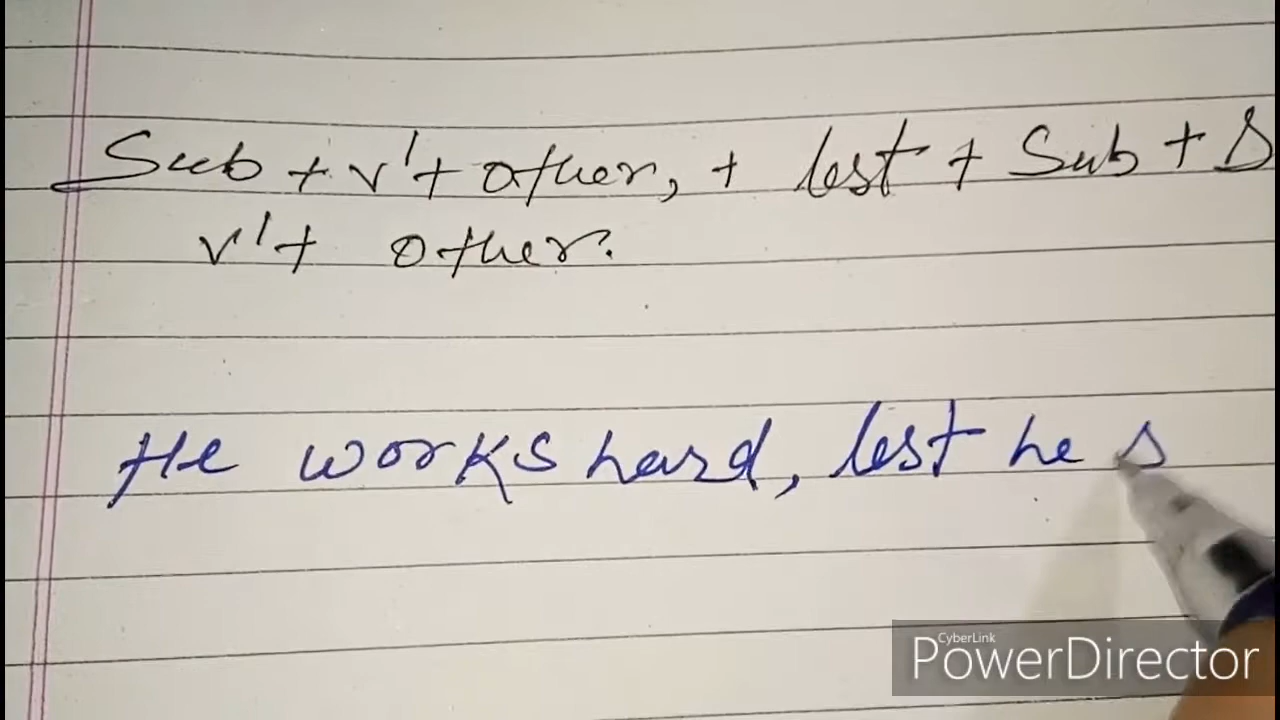 Sub + v' + other, + lest + Sub + s
v' + other.
He works hard, lest he s
CyberLink
PowerDirector